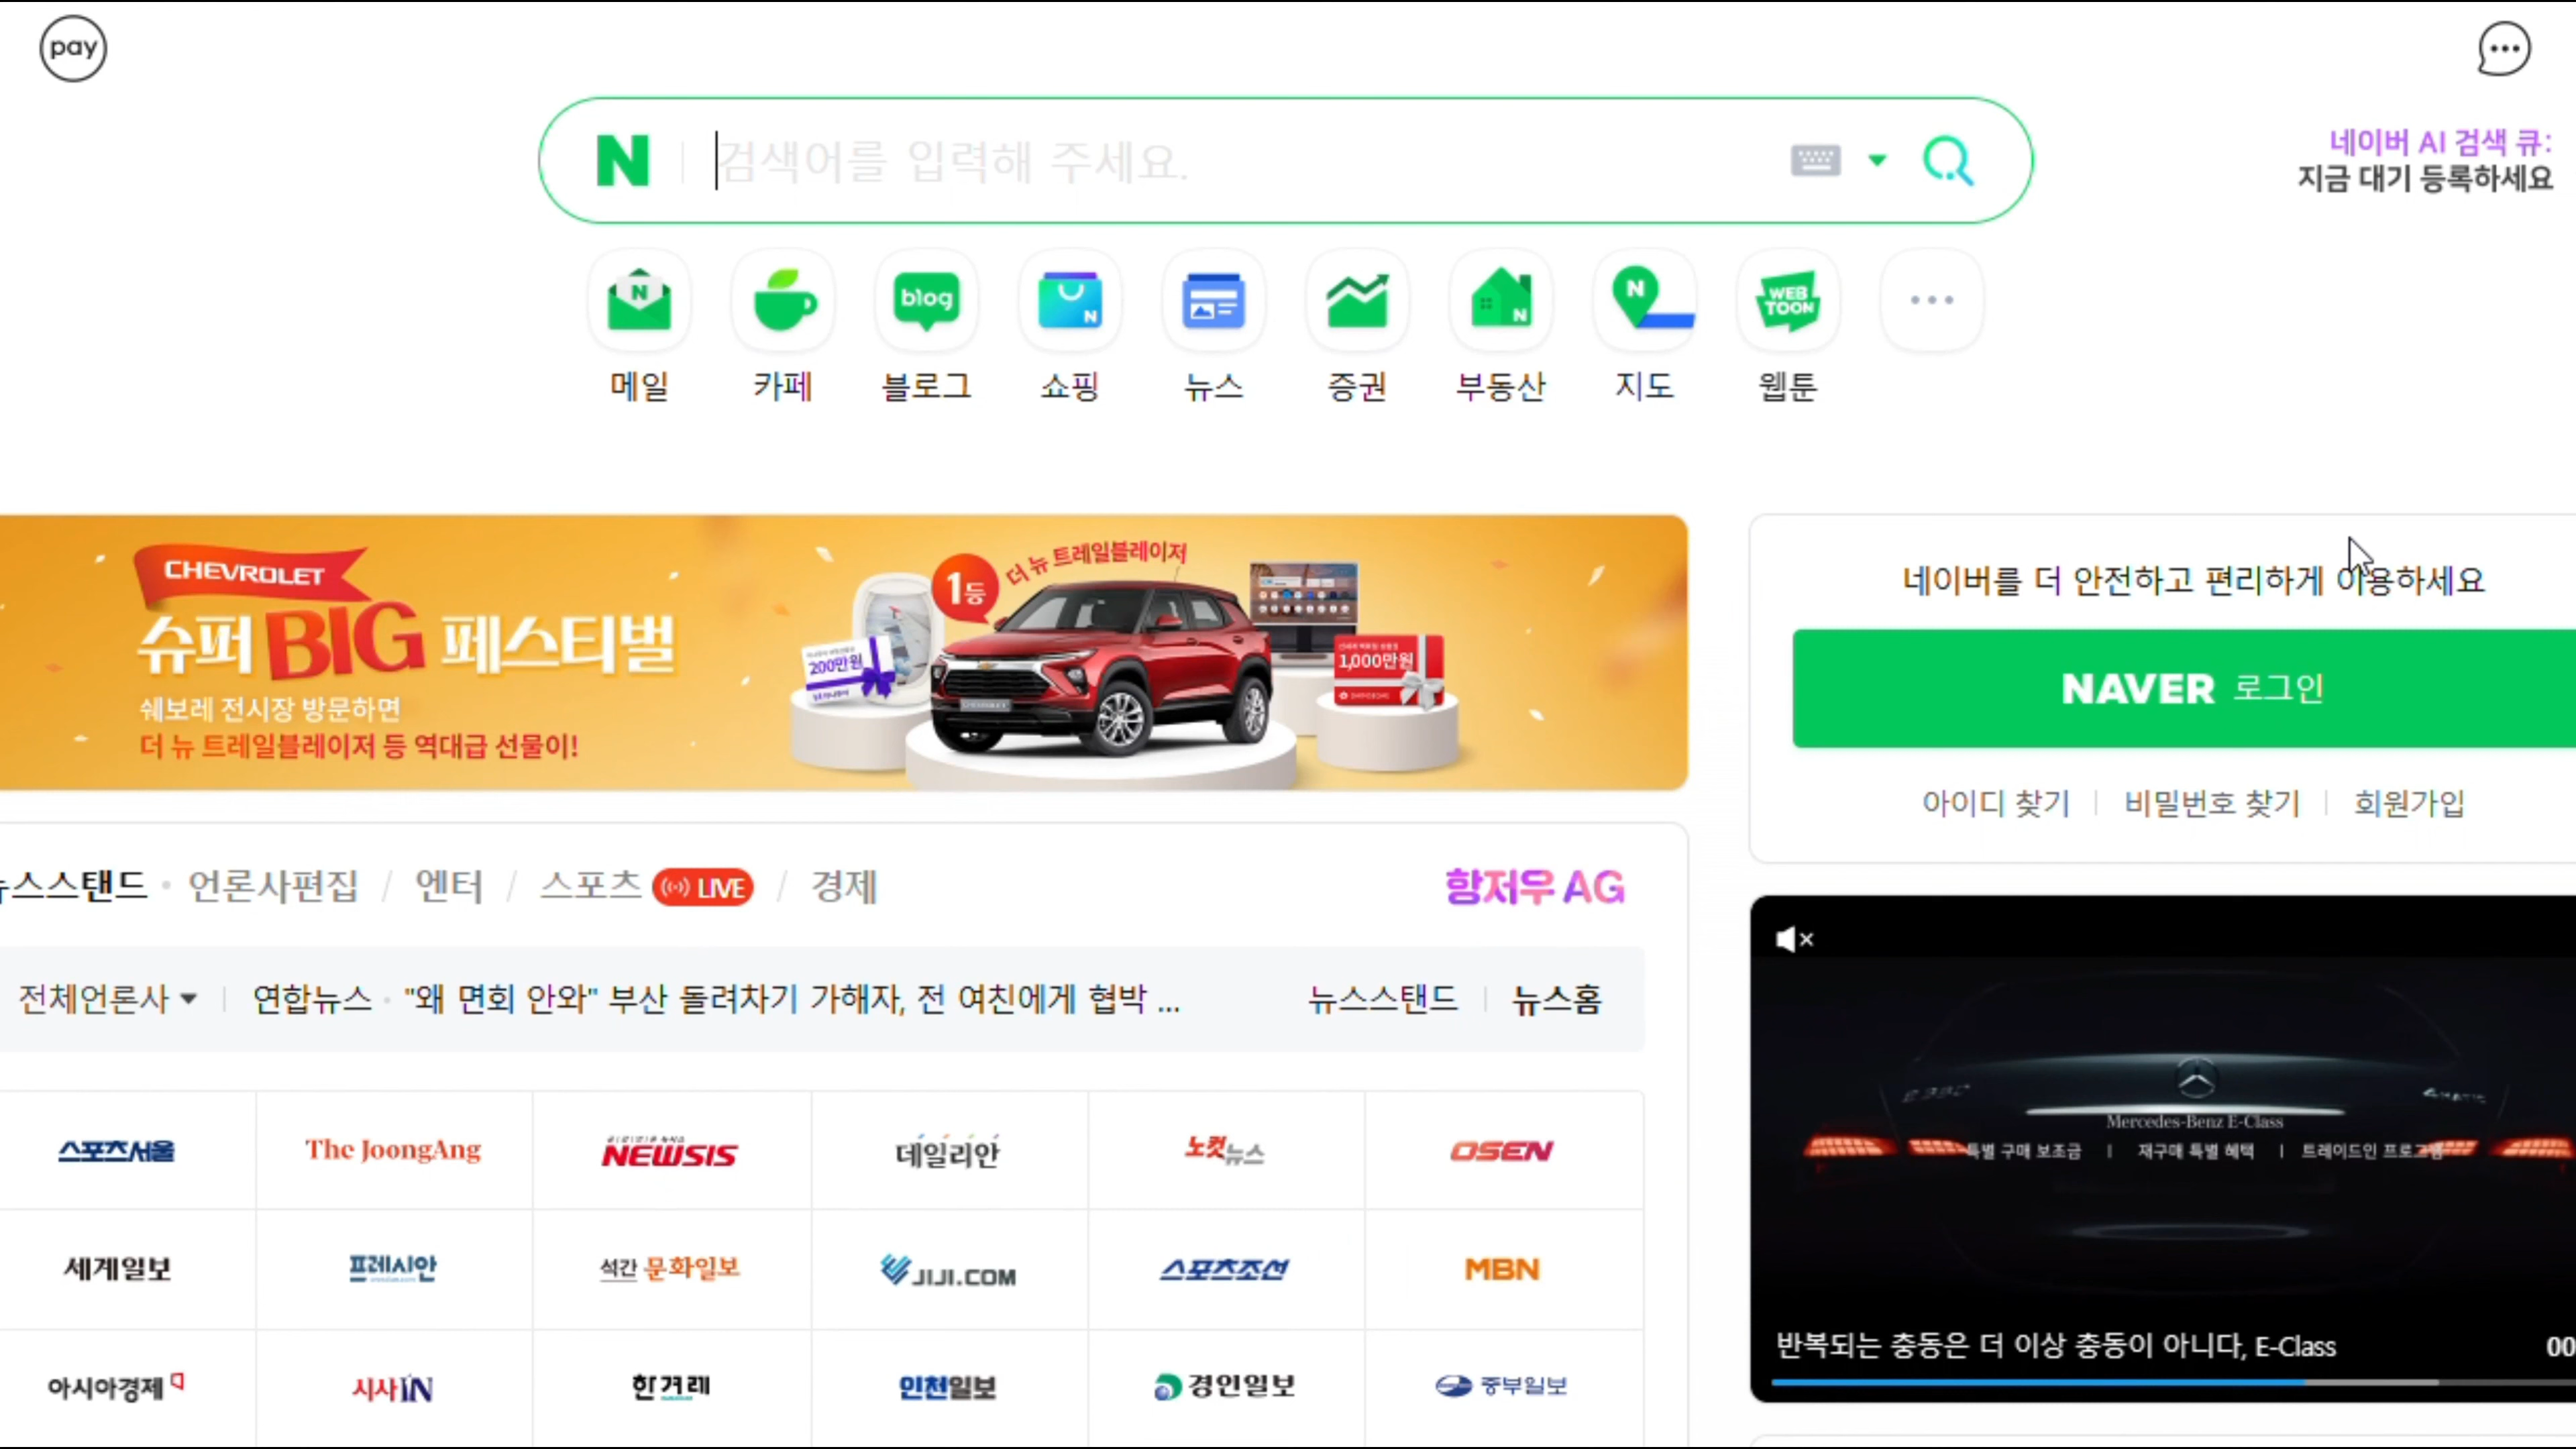 pay
N
검색어를 입력해 주세요.
네이버 AI 검색 큐:
지금 대기 등록하세요
N
blog
N
N
N
WEB
TOON
메일
카페
블로그
쇼핑
뉴스
증권
부동산
지도
웹툰
CHEVROLET
슈퍼 BIG 페스티벌
쉐보레 전시장 방문하면
더 뉴 트레일블레이저 등 역대급 선물이!
1등
더 뉴 트레일블레이저
200만원
1,000만원
CHEVROLET
네이버를 더 안전하고 편리하게 이용하세요
NAVER 로그인
아이디 찾기
비밀번호 찾기
회원가입
뉴스스탠드 · 언론사편집 / 엔터 / 스포츠 LIVE / 경제
항저우 AG
전체언론사
연합뉴스 · "왜 면회 안와" 부산 돌려차기 가해자, 전 여친에게 협박 ...
뉴스스탠드
뉴스홈
스포츠서울
The JoongAng
NEWSIS
데일리안
노컷뉴스
OSEN
세계일보
프레시안
석간 문화일보
JIJI.COM
스포츠조선
MBN
아시아경제
시사IN
한겨레
인천일보
경인일보
중부일보
Mercedes-Benz E-Class
특별 구매 보조금 | 재구매 특별 혜택 | 트레이드인 프로그램
반복되는 충동은 더 이상 충동이 아니다, E-Class
00